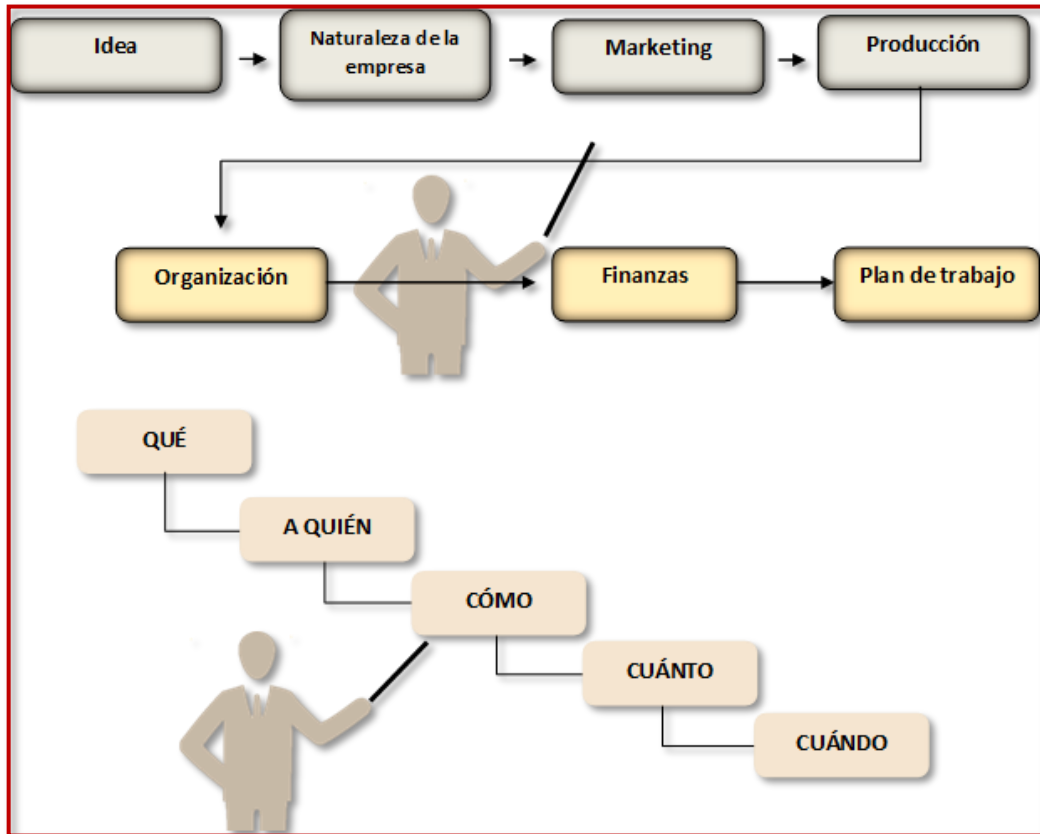 Idea
Naturaleza de la
empresa
Marketing
Producción
Organización
Finanzas
Plan de trabajo
QUÉ
A QUIÉN
CÓMO
CUÁNTO
CUÁNDO